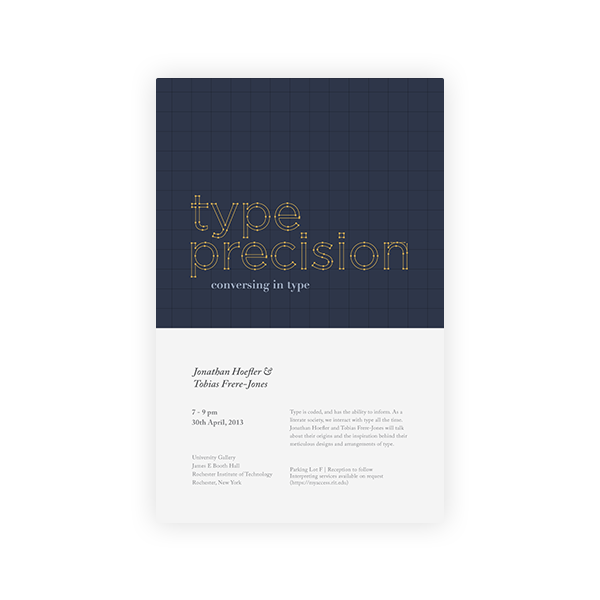 type
precision
conversing in type
Jonathan Hoefler &
Tobias Frere-Jones
7 - 9 pm
30th April, 2013
Type is coded, and has the ability to inform. As a
literate society, we interact with type all the time.
Jonathan Hoefler and Tobias Frere-Jones will talk
about their origins and the inspiration behind their
meticulous designs and arrangements of type.
University Gallery
James E Booth Hall
Rochester Institute of Technology
Rochester, New York
Parking Lot F | Reception to follow
Interpreting services available on request
(https://myaccess.rit.edu)